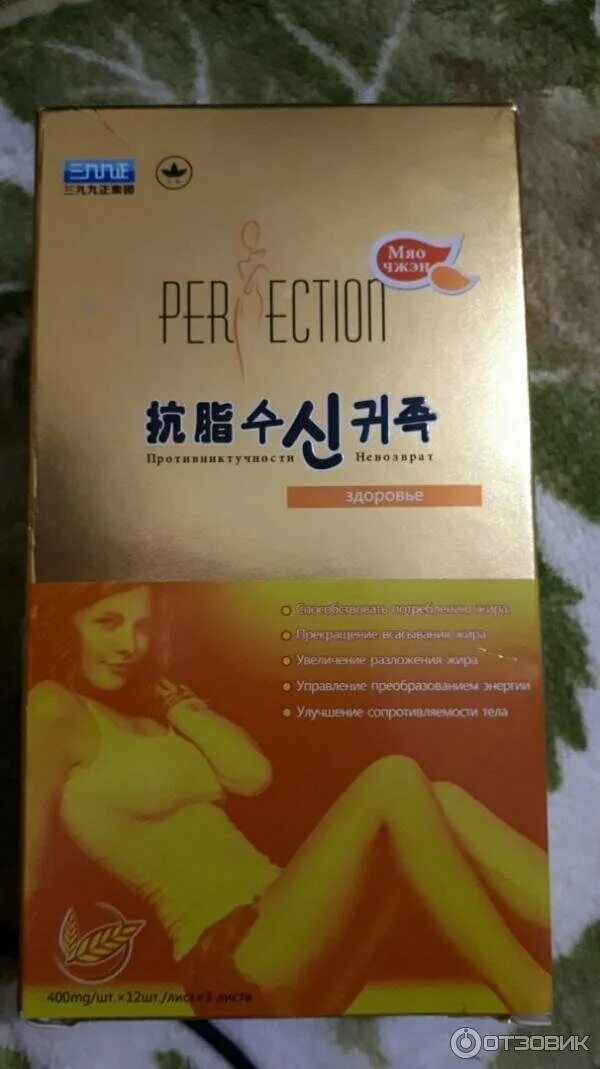 三九九正
三九九正集团
Мяо
чжэн
PERFECTION
抗脂수신귀족
Противниктучности Невозврат
здоровье
Способствовать потреблению жира
Прекращение всасывания жира
Увеличение разложения жира
Управление преобразованием энергии
Улучшение сопротивляемости тела
400mg/шт.×12шт./лист×3 листа
ОТЗОВИК